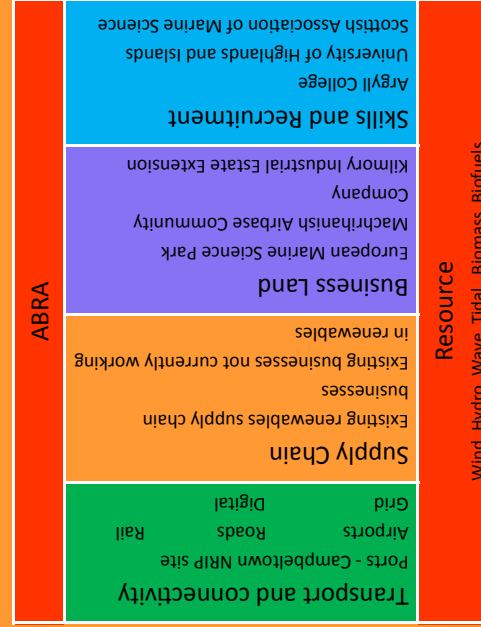 Resource
Wind Hydro Wave Tidal Biomass Biofuels
Transport and connectivity
Ports - Campbeltown NRIP site
Airports Roads Rail
Grid Digital
Supply Chain
Existing renewables supply chain
businesses
Existing businesses not currently working
in renewables
Business Land
European Marine Science Park
Machrihanish Airbase Community
Company
Kilmory Industrial Estate Extension
Skills and Recruitment
Argyll College
University of Highlands and Islands
Scottish Association of Marine Science
ABRA